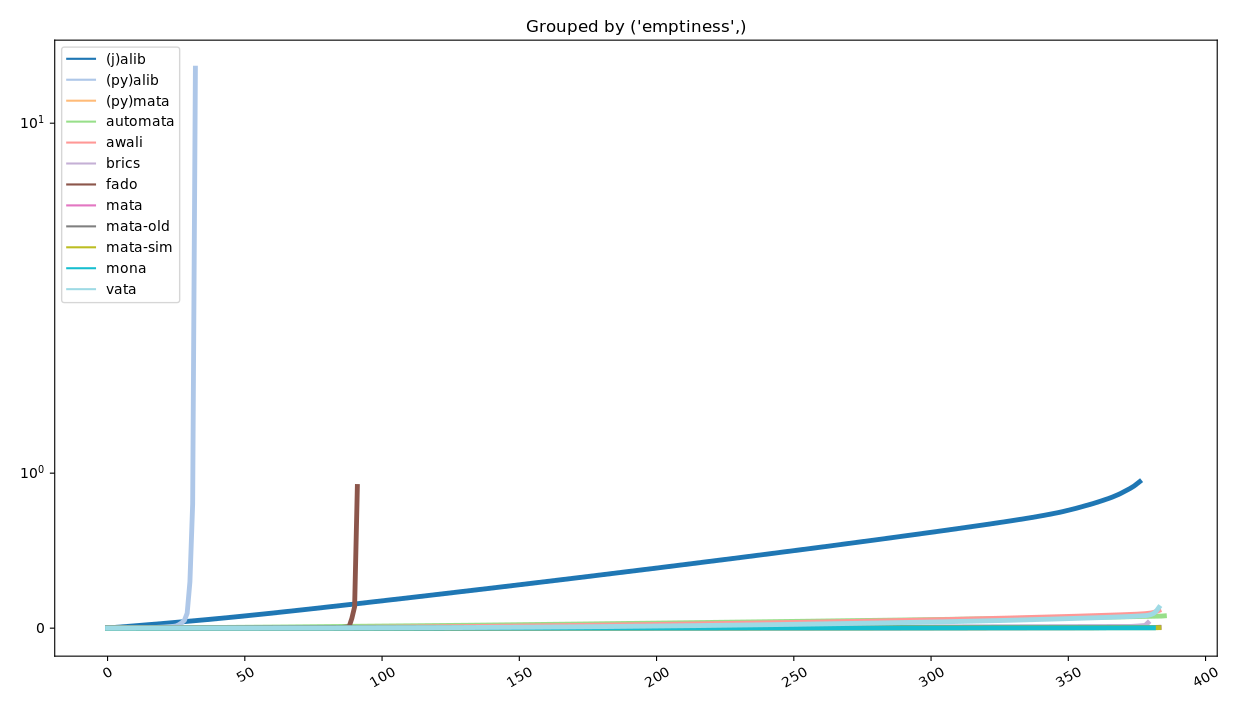 Grouped by ('emptiness',)
(j)alib
(py)alib
(py)mata
automata
awali
brics
fado
mata
mata-old
mata-sim
mona
vata
10¹
10⁰
0
0
50
100
150
200
250
300
350
400